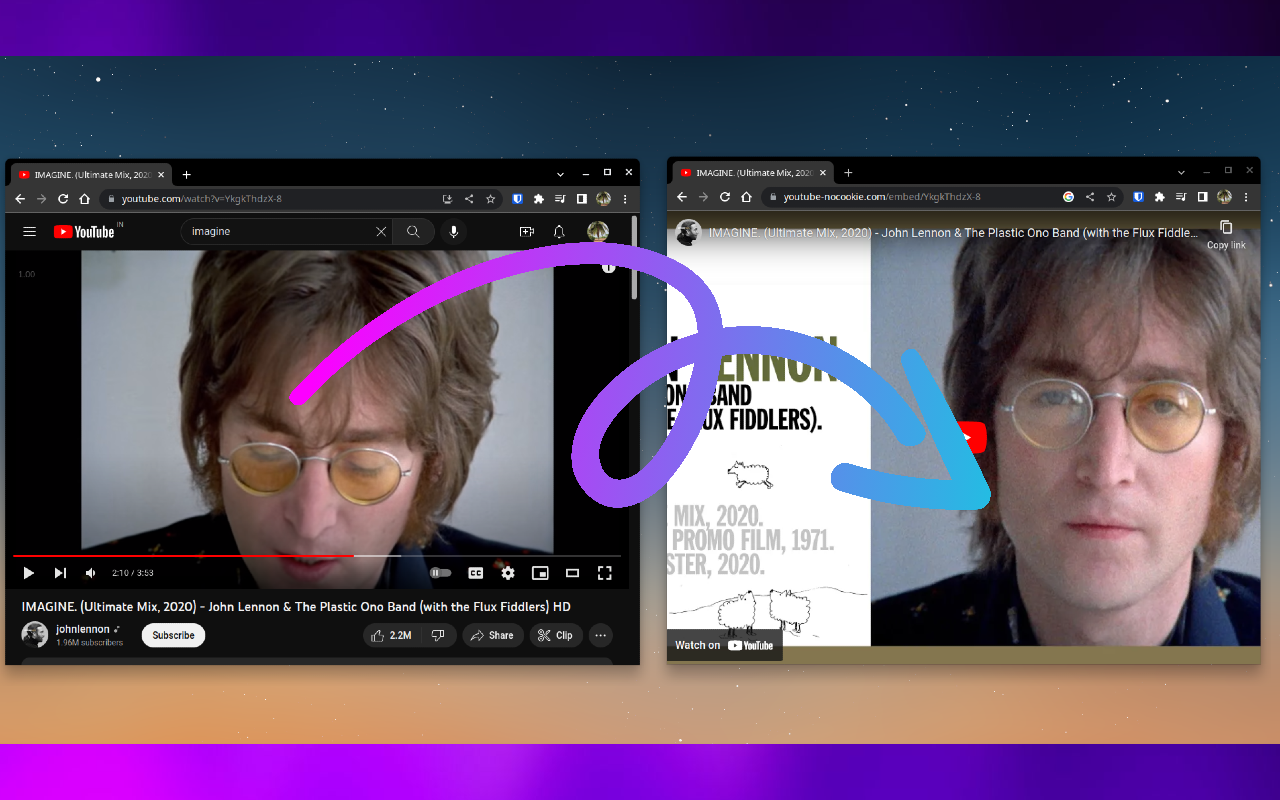 IMAGINE. (Ultimate Mix, 2020
youtube.com/watch?v=YkgkThdzX-8
YouTube IN
imagine
1.00
2:10 / 3:53
CC
IMAGINE. (Ultimate Mix, 2020) - John Lennon & The Plastic Ono Band (with the Flux Fiddlers) HD
johnlennon
1.96M subscribers
Subscribe
2.2M
Share
Clip
IMAGINE. (Ultimate Mix, 2020
youtube-nocookie.com/embed/YkgkThdzX-8
IMAGINE. (Ultimate Mix, 2020) - John Lennon & The Plastic Ono Band (with the Flux Fiddle...
Copy link
N LENNON
ONO BAND
FLUX FIDDLERS).
MIX, 2020.
PROMO FILM, 1971.
STER, 2020.
Watch on YouTube